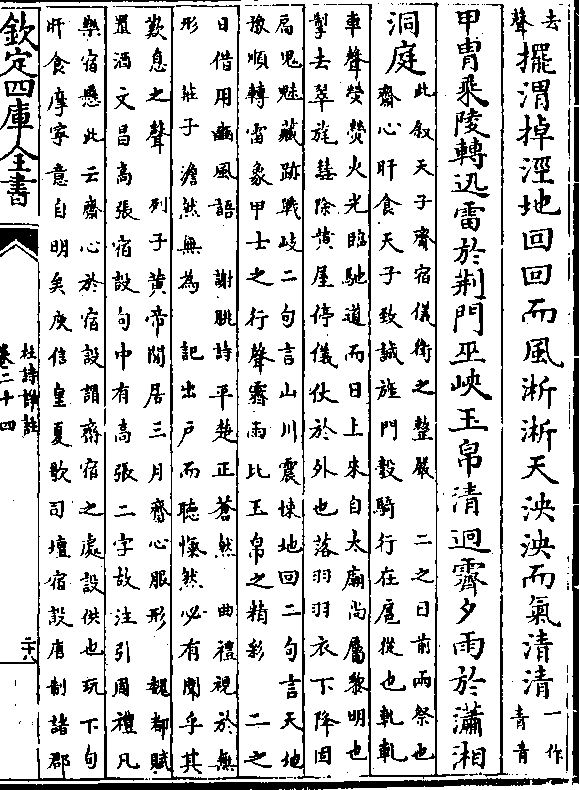 去聲擺渭掉涇地回回而風淅淅天泱泱而氣清清一作青青
甲胄乗陵轉迅雷於荆門巫峽玉帛清迥霽夕雨於瀟湘
洞庭此叙天子齋宿儀衛之整嚴 二之日前兩祭也
齋心旰食天子致誠旌門彀騎行在扈從也軋軋
車聲熒熒火光臨馳道而日上來自太廟尚屬黎明也
掣去翠旄彗除黄屋停儀仗於外也落羽羽衣下降固
扄鬼魅藏跡戰岐二句言山川震悚地回二句言天地
豫順轉雷象甲士之行聲霽雨比玉帛之精彩 二之
日借用豳風語 謝朓詩平楚正蒼然 曲禮視於無
形 莊子澹然無為 記出户而聽愾然必有聞乎其
歎息之聲 列子黄帝閒居三月齋心服形 魏都賦
置酒文昌高張宿設句中有高張二字故注引周禮凡
樂宿懸此云齋心於宿設謂齋宿之處設供也玩下句
旰食摩寧意自明矣庾信皇夏歌司壇宿設唐制諸郡
欽定四庫全書
杜詩詳註
卷二十四